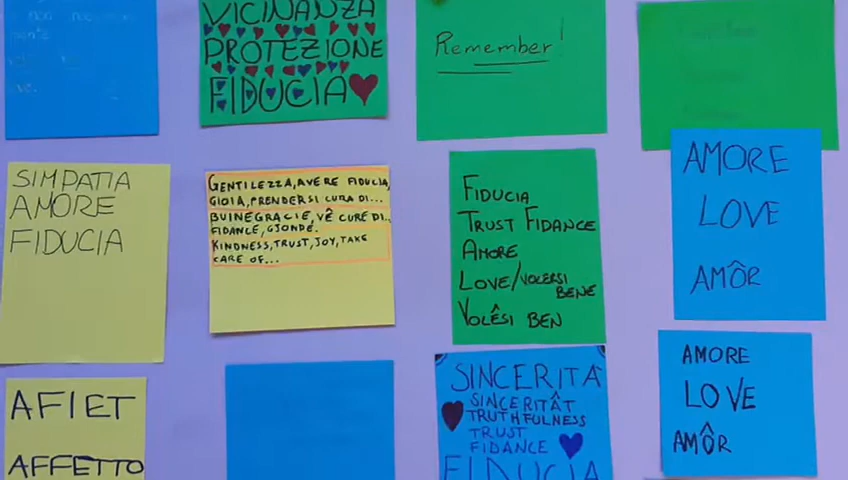 VICINANZA
PROTEZIONE
FIDUCIA
Remember!
SIMPATIA
AMORE
FIDUCIA
GENTILEZZA, AVERE FIDUCIA,
GIOIA, PRENDERSI CURA DI...
BUINEGRACIE, VÊ CURE DI..
FIDANCE, GJONDE.
KINDNESS, TRUST, JOY, TAKE
CARE OF...
FIDUCIA
TRUST FIDANCE
AMORE
LOVE/VOLERSI
BENE
VOLÊSI BEN
AMORE
LOVE
AMÔR
AFIET
AFFETTO
SINCERITÀ
SINCERITÂT
TRUTHFULNESS
TRUST
FIDANCE
FIDUCIA
AMORE
LOVE
AMÔR